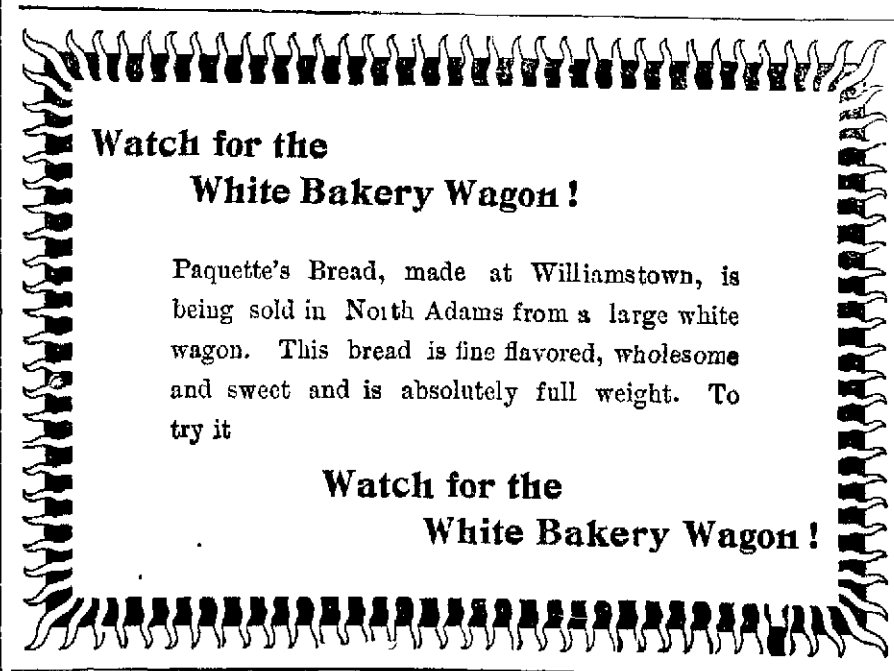 Watch for the
White Bakery Wagon!
Paquette's Bread, made at Williamstown, is
being sold in North Adams from a large white
wagon. This bread is fine flavored, wholesome
and sweet and is absolutely full weight. To
try it
Watch for the
White Bakery Wagon!